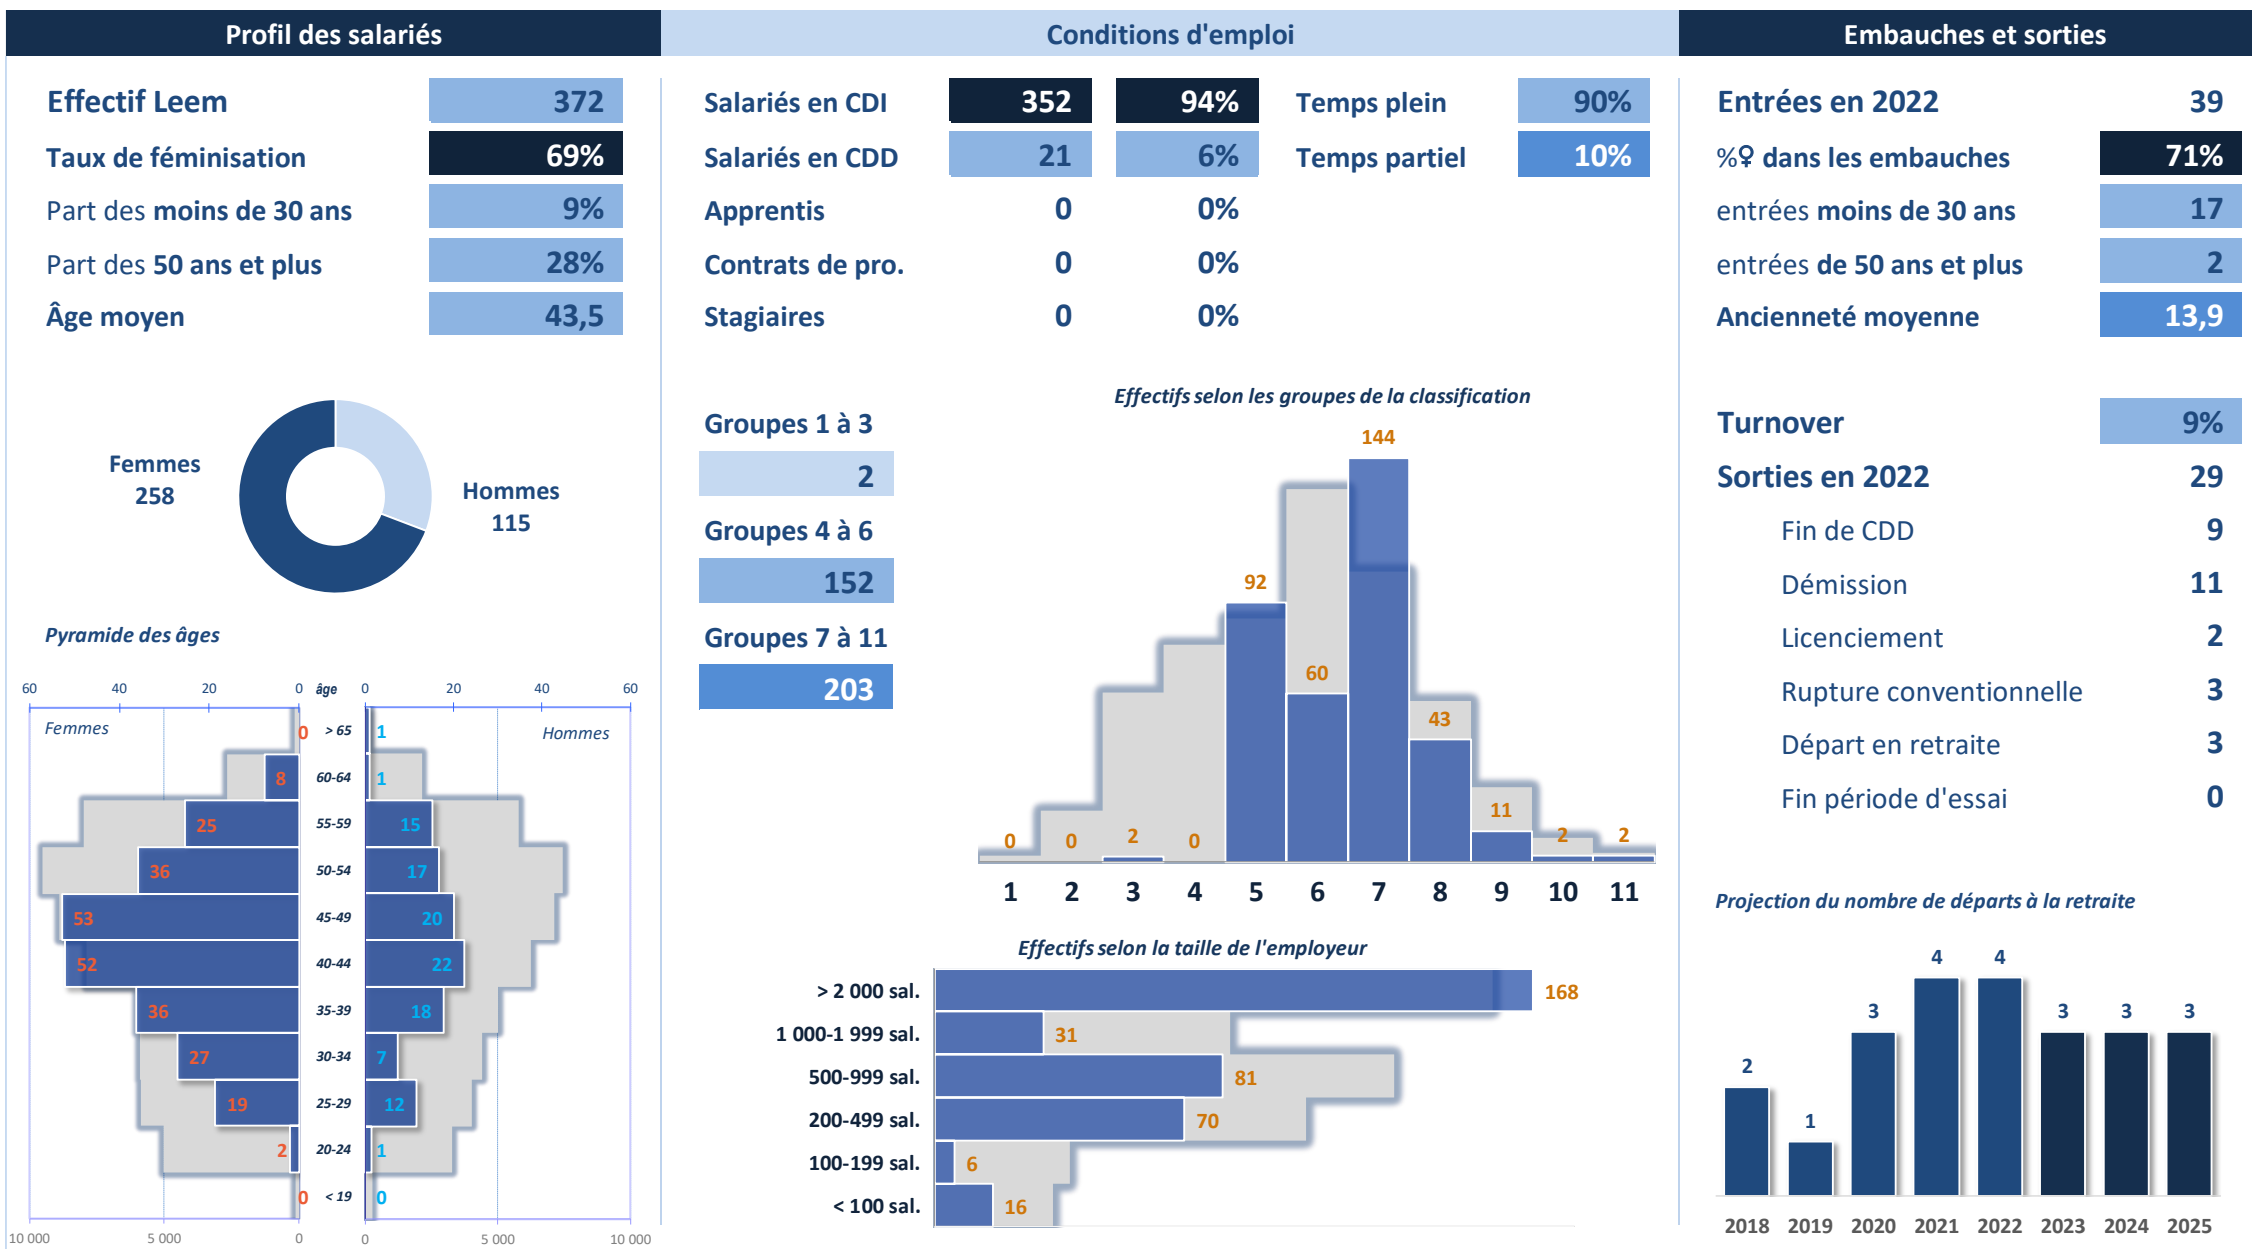 Profil des salariés
Conditions d'emploi
Embauches et sorties
Effectif Leem 372
Taux de féminisation 69%
Part des moins de 30 ans 9%
Part des 50 ans et plus 28%
Âge moyen 43,5
Femmes
258
Hommes
115
Pyramide des âges
60 40 20 0 âge 0 20 40 60
Femmes
Hommes
0 > 65 1
8 60-64 1
25 55-59 15
36 50-54 17
53 45-49 20
52 40-44 22
36 35-39 18
27 30-34 7
19 25-29 12
2 20-24 1
0 < 19 0
10 000 5 000 0 0 5 000 10 000
Salariés en CDI 352 94% Temps plein 90%
Salariés en CDD 21 6% Temps partiel 10%
Apprentis 0 0%
Contrats de pro. 0 0%
Stagiaires 0 0%
Groupes 1 à 3
2
Groupes 4 à 6
152
Groupes 7 à 11
203
Effectifs selon les groupes de la classification
0 0 2 0 92 60 144 43 11 2 2
1 2 3 4 5 6 7 8 9 10 11
Effectifs selon la taille de l'employeur
> 2 000 sal. 168
1 000-1 999 sal. 31
500-999 sal. 81
200-499 sal. 70
100-199 sal. 6
< 100 sal. 16
Entrées en 2022 39
%♀ dans les embauches 71%
entrées moins de 30 ans 17
entrées de 50 ans et plus 2
Ancienneté moyenne 13,9
Turnover 9%
Sorties en 2022 29
Fin de CDD 9
Démission 11
Licenciement 2
Rupture conventionnelle 3
Départ en retraite 3
Fin période d'essai 0
Projection du nombre de départs à la retraite
2 1 3 4 4 3 3 3
2018 2019 2020 2021 2022 2023 2024 2025